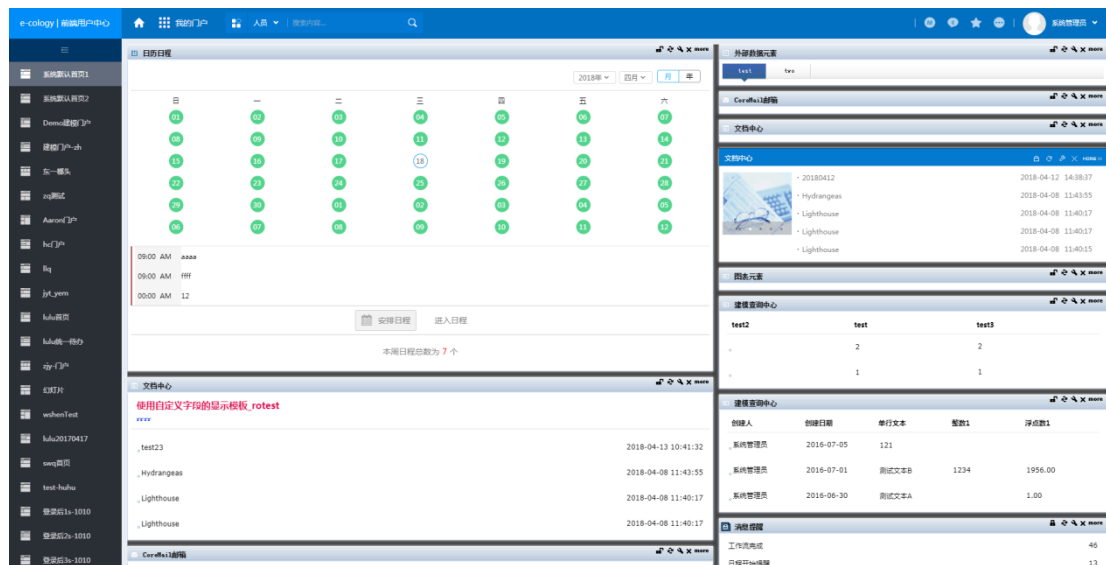 e-cology | 前端用户中心
我的门户
人员
搜索内容...
系统管理员
系统默认首页1
系统默认首页2
Demo建模门户
建模门户-zh
东一榔头
zq测试
Aaron门户
hc门户
llq
jyt_yem
lulu首页
lulu统一待办
zjy-门户
幻灯片
wshenTest
lulu20170417
swq首页
test-huhu
登录后1s-1010
登录后2s-1010
登录后3s-1010
日历日程 more
2018年 四月 月 年
日 一 二 三 四 五 六
01 02 03 04 05 06 07
08 09 10 11 12 13 14
15 16 17 18 19 20 21
22 23 24 25 26 27 28
29 30 01 02 03 04 05
06 07 08 09 10 11 12
09:00 AM aaaa
09:00 AM ffff
00:00 AM 12
安排日程 进入日程
本周日程总数为 7 个
文档中心 more
使用自定义字段的显示模板_rotest
test23 2018-04-13 10:41:32
Hydrangeas 2018-04-08 11:43:55
Lighthouse 2018-04-08 11:40:17
Lighthouse 2018-04-08 11:40:17
CoreMail邮箱 more
外部数据元素 more
test two
CoreMail邮箱 more
文档中心 more
文档中心
20180412 2018-04-12 14:38:37
Hydrangeas 2018-04-08 11:43:55
Lighthouse 2018-04-08 11:40:17
Lighthouse 2018-04-08 11:40:17
Lighthouse 2018-04-08 11:40:15
图表元素 more
建模查询中心 more
test2 test test3
2 2
1 1
建模查询中心 more
创建人 创建日期 单行文本 整数1 浮点数1
系统管理员 2016-07-05 121
系统管理员 2016-07-01 测试文本B 1234 1956.00
系统管理员 2016-06-30 测试文本A 1.00
消息提醒 more
工作流完成 46
日程开始提醒 13